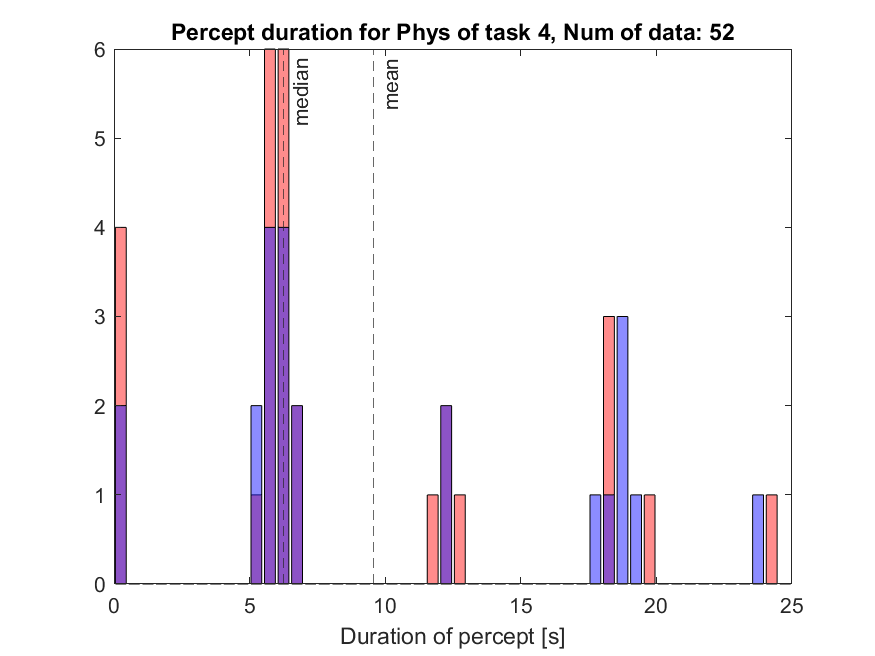 Percept duration for Phys of task 4, Num of data: 52
6
5
4
3
2
1
0
median
mean
0 5 10 15 20 25
Duration of percept [s]